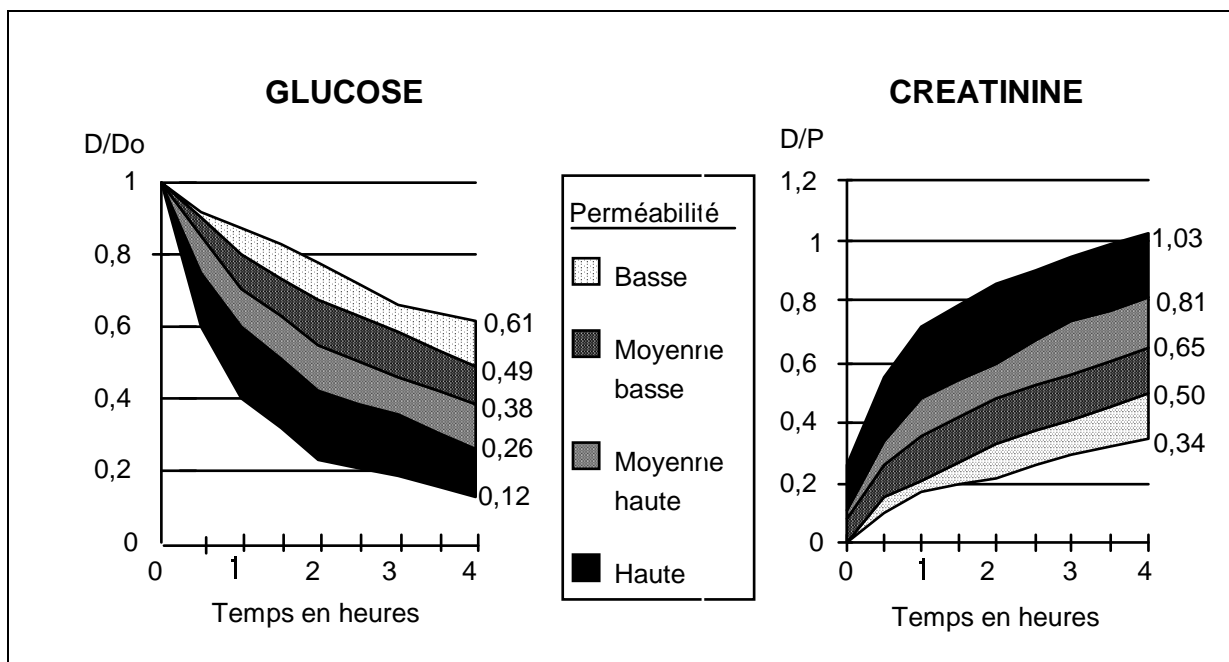 GLUCOSE
D/Do
1
0,8
0,6
0,4
0,2
0
0,61
0,49
0,38
0,26
0,12
0 1 2 3 4
Temps en heures
Perméabilité
Basse
Moyenne
basse
Moyenne
haute
Haute
CREATININE
D/P
1,2
1
0,8
0,6
0,4
0,2
0
1,03
0,81
0,65
0,50
0,34
0 1 2 3 4
Temps en heures